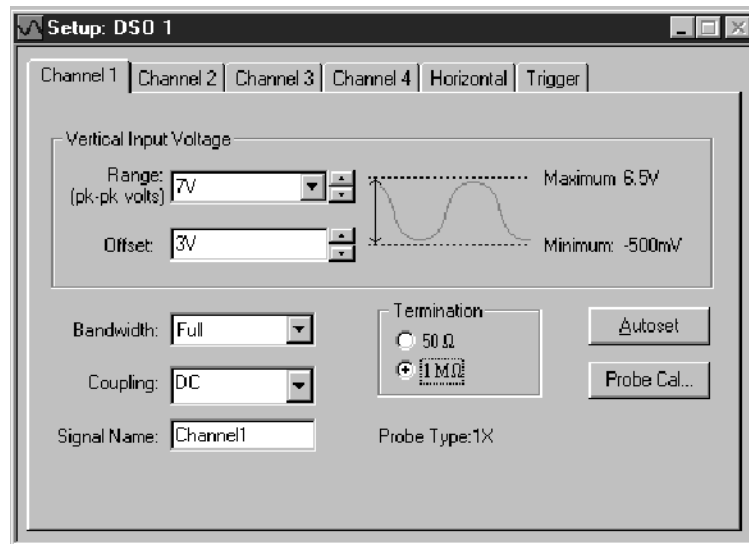 Setup: DSO 1
Channel 1 Channel 2 Channel 3 Channel 4 Horizontal Trigger
Vertical Input Voltage
Range: 7V Maximum 6.5V
(pk-pk volts)
Offset: 3V Minimum: -500mV
Bandwidth: Full
Termination
50 Ω
Autoset
Coupling: DC
1 MΩ
Probe Cal...
Signal Name: Channel1
Probe Type:1X